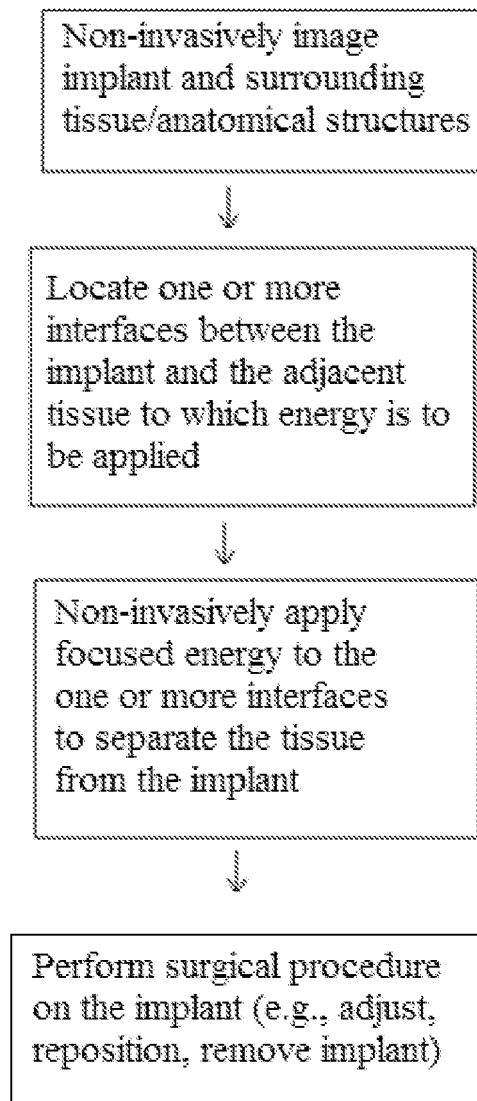 Non-invasively image
implant and surrounding
tissue/anatomical structures
Locate one or more
interfaces between the
implant and the adjacent
tissue to which energy is to
be applied
Non-invasively apply
focused energy to the
one or more interfaces
to separate the tissue
from the implant
Perform surgical procedure
on the implant (e.g., adjust,
reposition, remove implant)